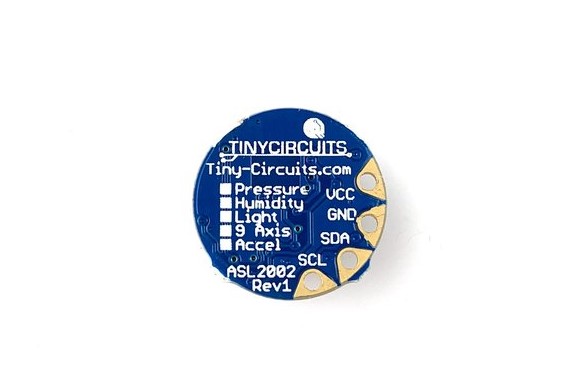 TINYCIRCUITS
Tiny-Circuits.com
Pressure
Humidity
Light
9 Axis
Accel
VCC
GND
SDA
SCL
ASL2002
Rev1